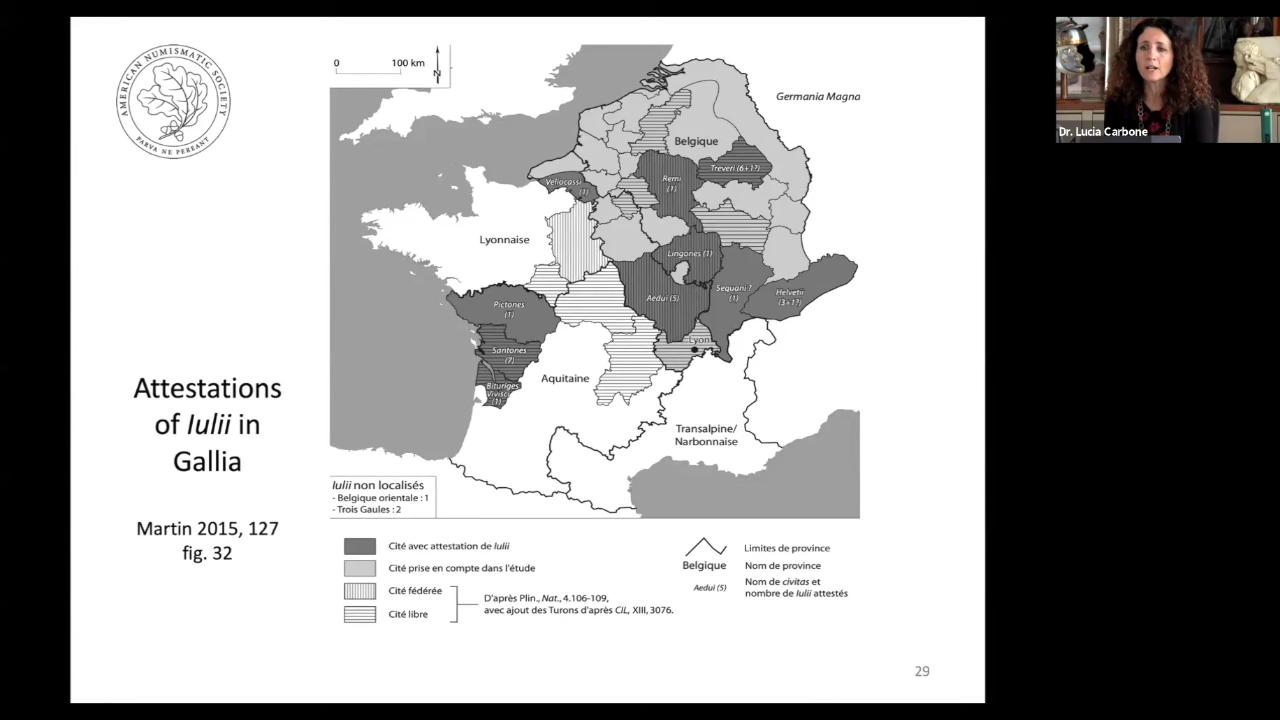 AMERICAN NUMISMATIC SOCIETY
PARVA NE PEREANT
Attestations
of Iulii in
Gallia
Martin 2015, 127
fig. 32
0 100 km
N
Germania Magna
Belgique
Treveri (6+1?)
Remi
(1)
Veliocassi
(1)
Lyonnaise
Lingones (1)
Sequani ?
(1)
Helvetii
(3+1?)
Aedui (5)
Pictones
(1)
Lyon
Santones
(7)
Aquitaine
Bituriges
Vivisci
(1)
Transalpine/
Narbonnaise
Iulii non localisés
- Belgique orientale : 1
- Trois Gaules : 2
Cité avec attestation de Iulii
Cité prise en compte dans l'étude
Cité fédérée
Cité libre
D'après Plin., Nat., 4.106-109,
avec ajout des Turons d'après CIL, XIII, 3076.
Limites de province
Belgique Nom de province
Aedui (5) Nom de civitas et
nombre de Iulii attestés
29
Dr. Lucia Carbone